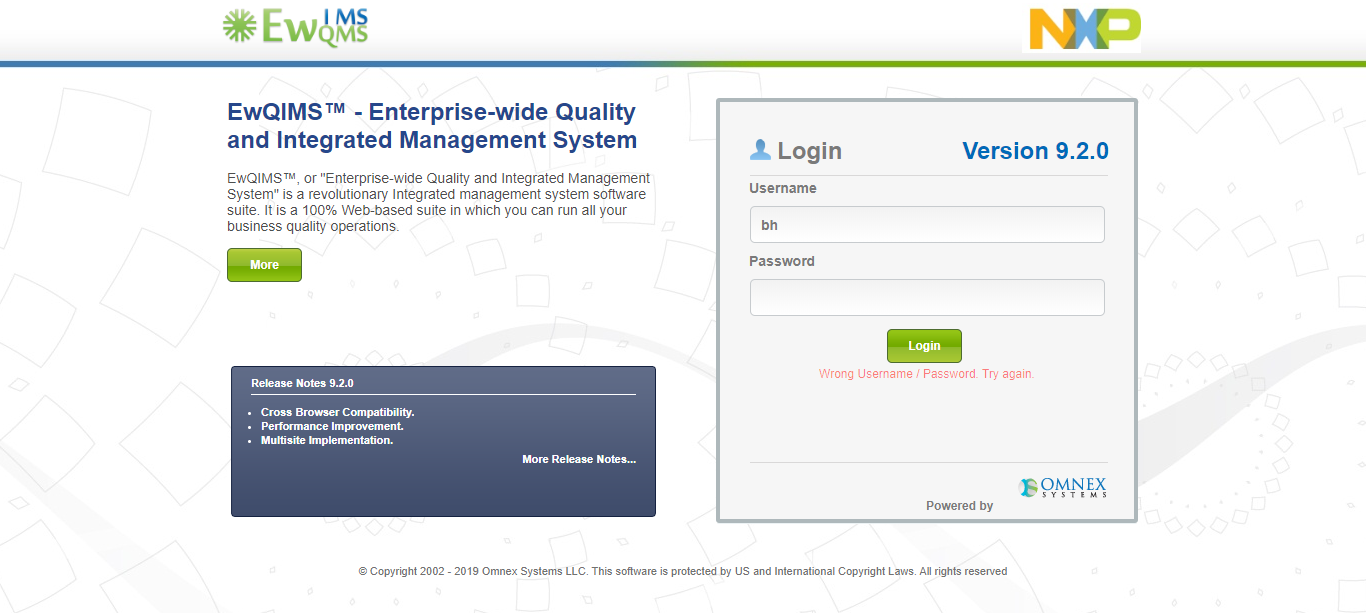 EwQIMS
QMS
NXP
EwQIMS™ - Enterprise-wide Quality
and Integrated Management System
EwQIMS™, or "Enterprise-wide Quality and Integrated Management
System" is a revolutionary Integrated management system software
suite. It is a 100% Web-based suite in which you can run all your
business quality operations.
More
Release Notes 9.2.0
Cross Browser Compatibility.
Performance Improvement.
Multisite Implementation.
More Release Notes...
Login
Version 9.2.0
Username
bh
Password
Login
Wrong Username / Password. Try again.
Powered by
OMNEX
SYSTEMS
© Copyright 2002 - 2019 Omnex Systems LLC. This software is protected by US and International Copyright Laws. All rights reserved